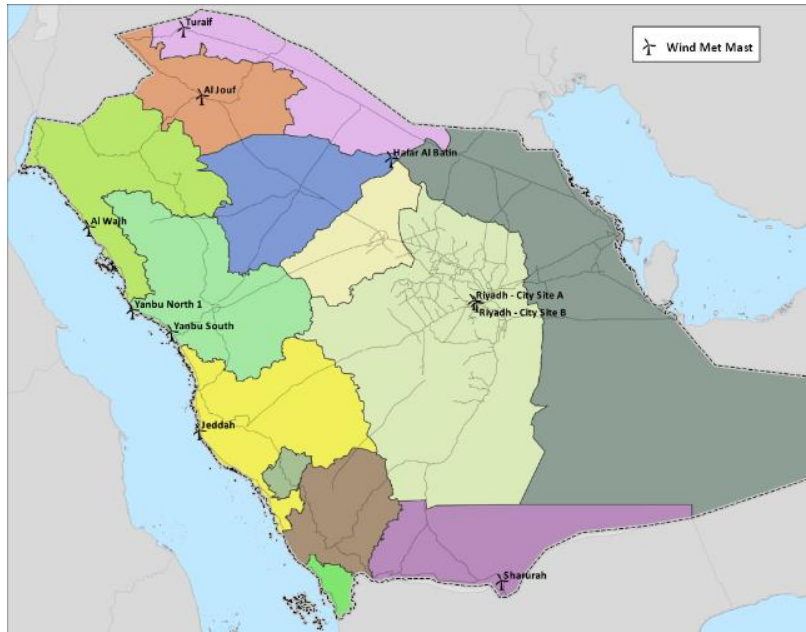 Turaif
Wind Met Mast
Al Jouf
Hafar Al Batin
Al Wajh
Yanbu North 1
Riyadh - City Site A
Riyadh - City Site B
Yanbu South
Jeddah
Sharurah